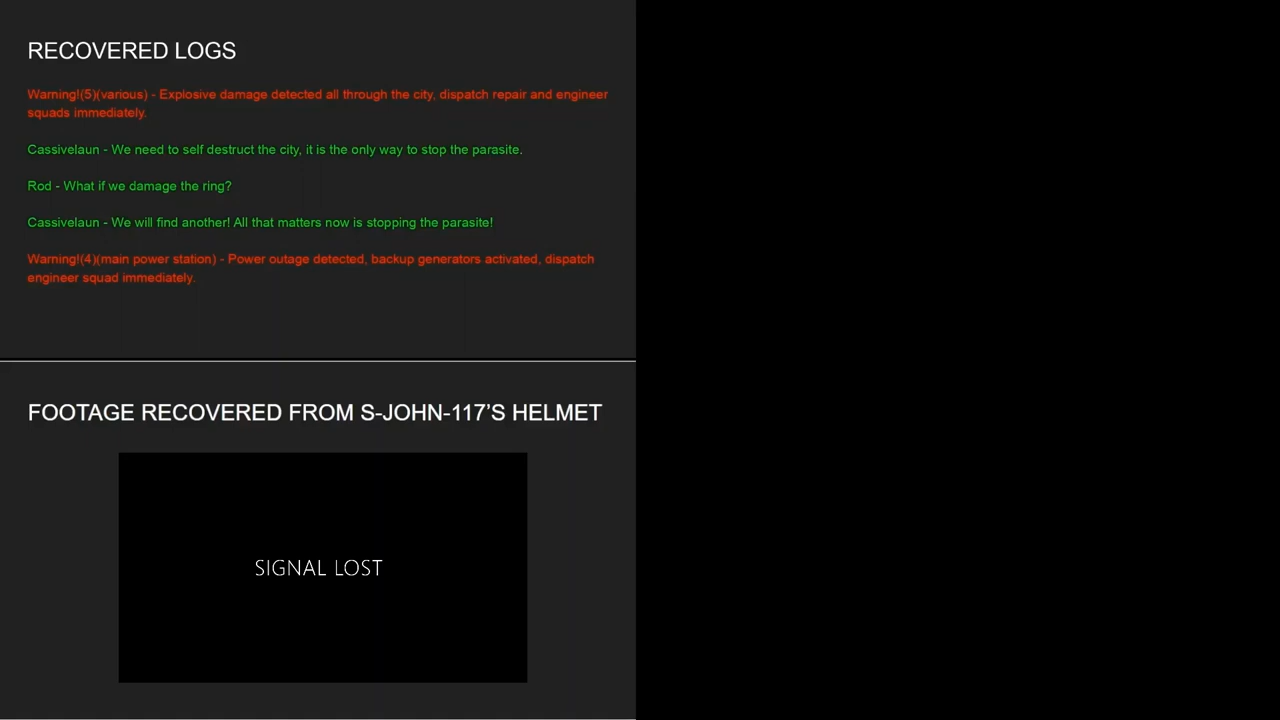 RECOVERED LOGS
Warning!(5)(various) - Explosive damage detected all through the city, dispatch repair and engineer
squads immediately.
Cassivelaun - We need to self destruct the city, it is the only way to stop the parasite.
Rod - What if we damage the ring?
Cassivelaun - We will find another! All that matters now is stopping the parasite!
Warning!(4)(main power station) - Power outage detected, backup generators activated, dispatch
engineer squad immediately.
FOOTAGE RECOVERED FROM S-JOHN-117’S HELMET
SIGNAL LOST